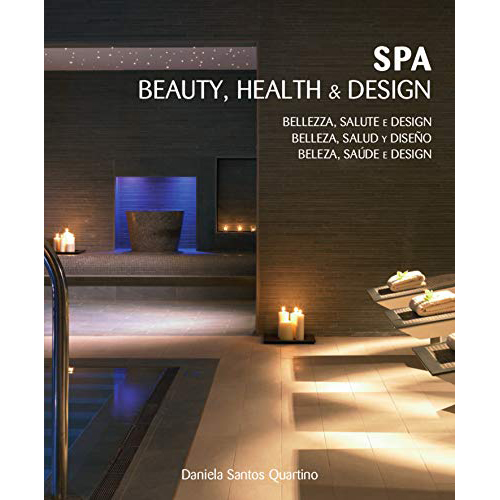 SPA
BEAUTY, HEALTH & DESIGN
BELLEZZA, SALUTE E DESIGN
BELLEZA, SALUD Y DISEÑO
BELEZA, SAÚDE E DESIGN
Daniela Santos Quartino